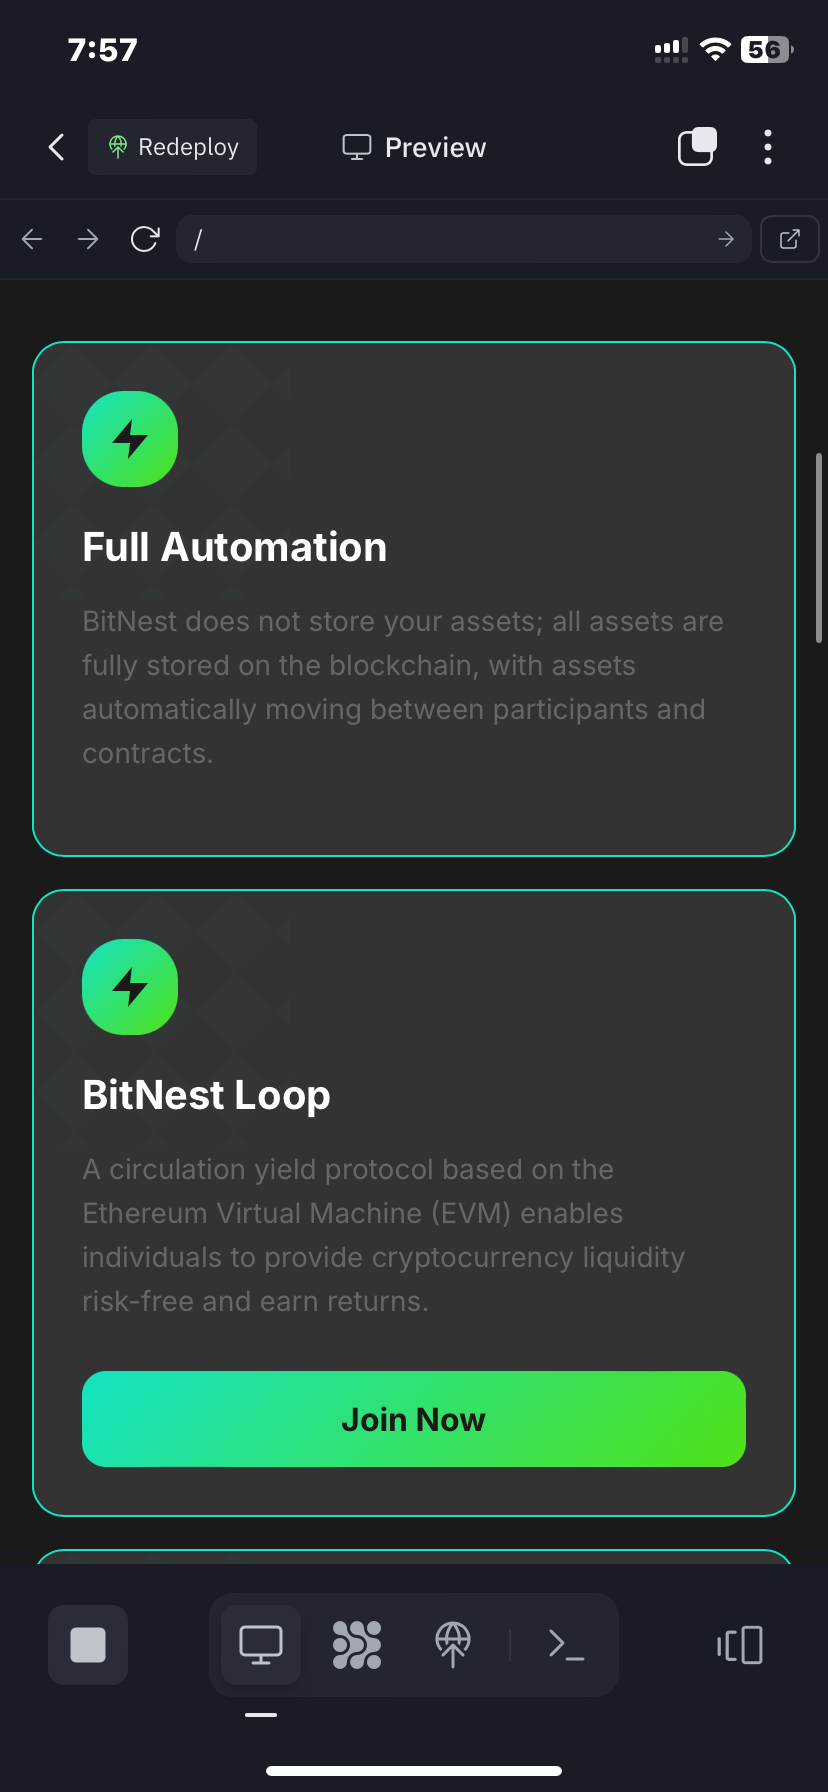 7:57
56
Redeploy
Preview
/
Full Automation
BitNest does not store your assets; all assets are
fully stored on the blockchain, with assets
automatically moving between participants and
contracts.
BitNest Loop
A circulation yield protocol based on the
Ethereum Virtual Machine (EVM) enables
individuals to provide cryptocurrency liquidity
risk-free and earn returns.
Join Now